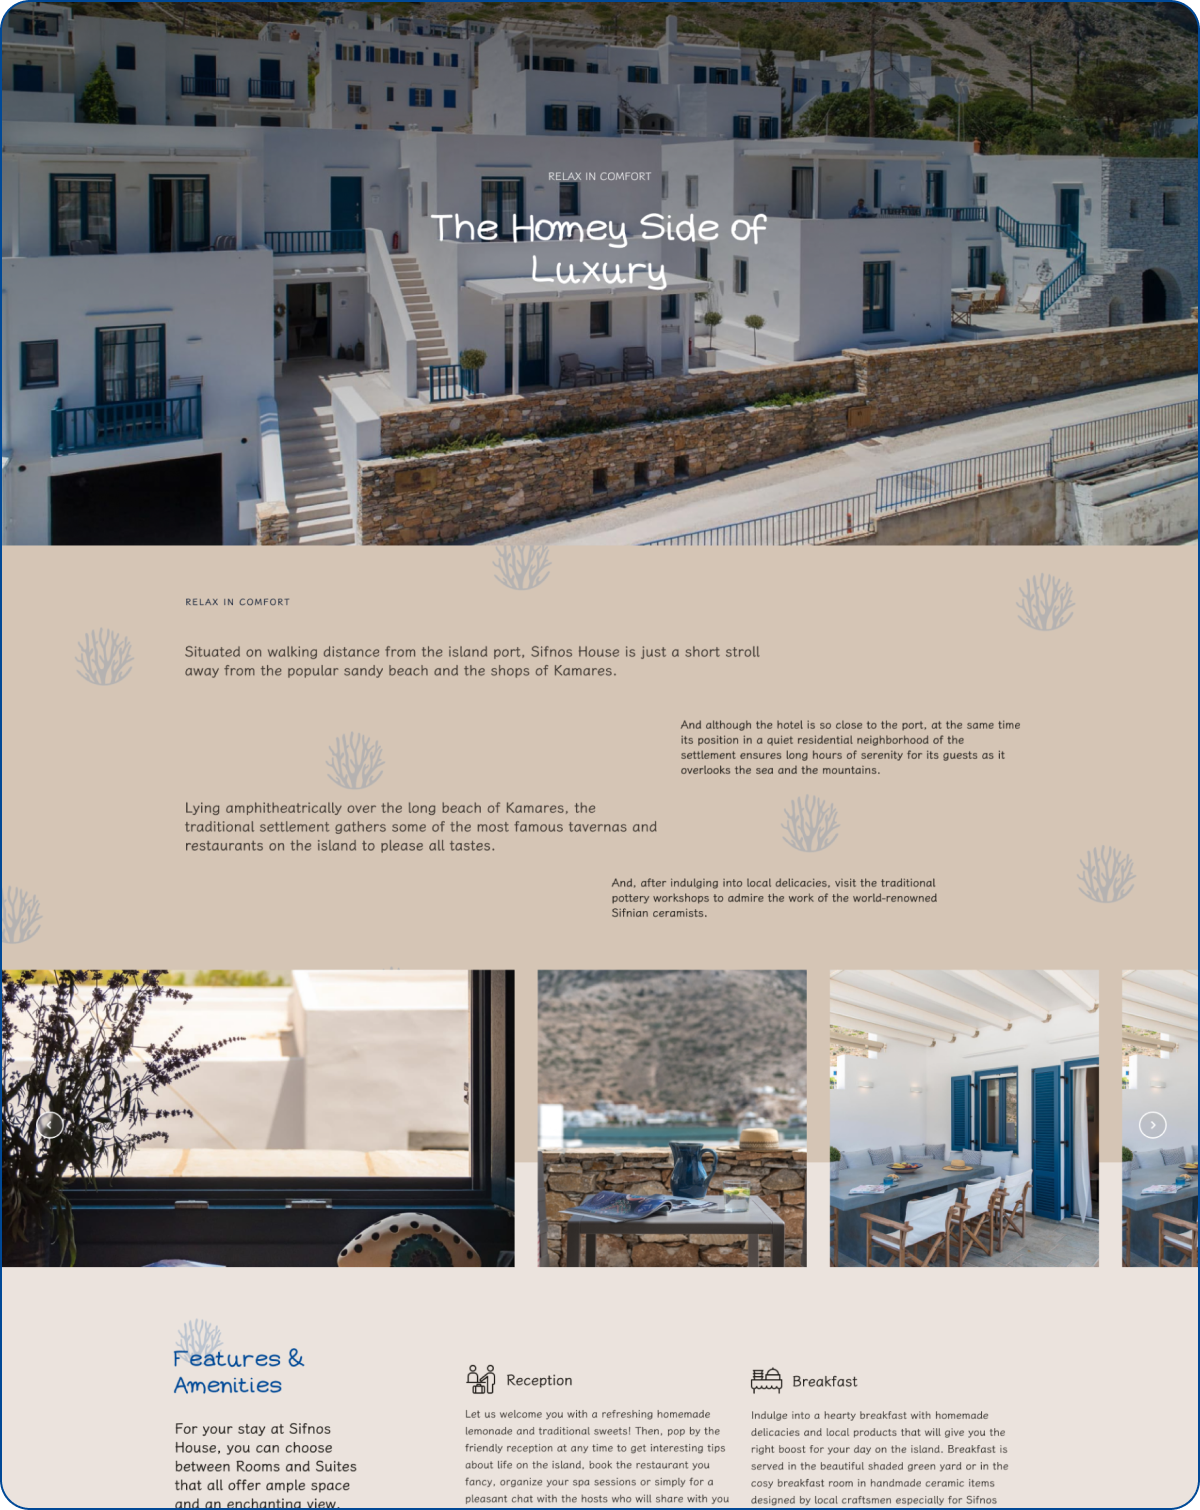 RELAX IN COMFORT
The Homey Side of
Luxury
RELAX IN COMFORT
Situated on walking distance from the island port, Sifnos House is just a short stroll
away from the popular sandy beach and the shops of Kamares.
And although the hotel is so close to the port, at the same time
its position in a quiet residential neighborhood of the
settlement ensures long hours of serenity for its guests as it
overlooks the sea and the mountains.
Lying amphitheatrically over the long beach of Kamares, the
traditional settlement gathers some of the most famous tavernas and
restaurants on the island to please all tastes.
And, after indulging into local delicacies, visit the traditional
pottery workshops to admire the work of the world-renowned
Sifnian ceramists.
Features &
Amenities
For your stay at Sifnos
House, you can choose
between Rooms and Suites
that all offer ample space
and an enchanting view.
Reception
Let us welcome you with a refreshing homemade
lemonade and traditional sweets! Then, pop by the
friendly reception at any time to get interesting tips
about life on the island, book the restaurant you
fancy, organize your spa sessions or simply for a
pleasant chat with the hosts who will share with you
Breakfast
Indulge into a hearty breakfast with homemade
delicacies and local products that will give you the
right boost for your day on the island. Breakfast is
served in the beautiful shaded green yard or in the
cosy breakfast room in handmade ceramic items
designed by local craftsmen especially for Sifnos